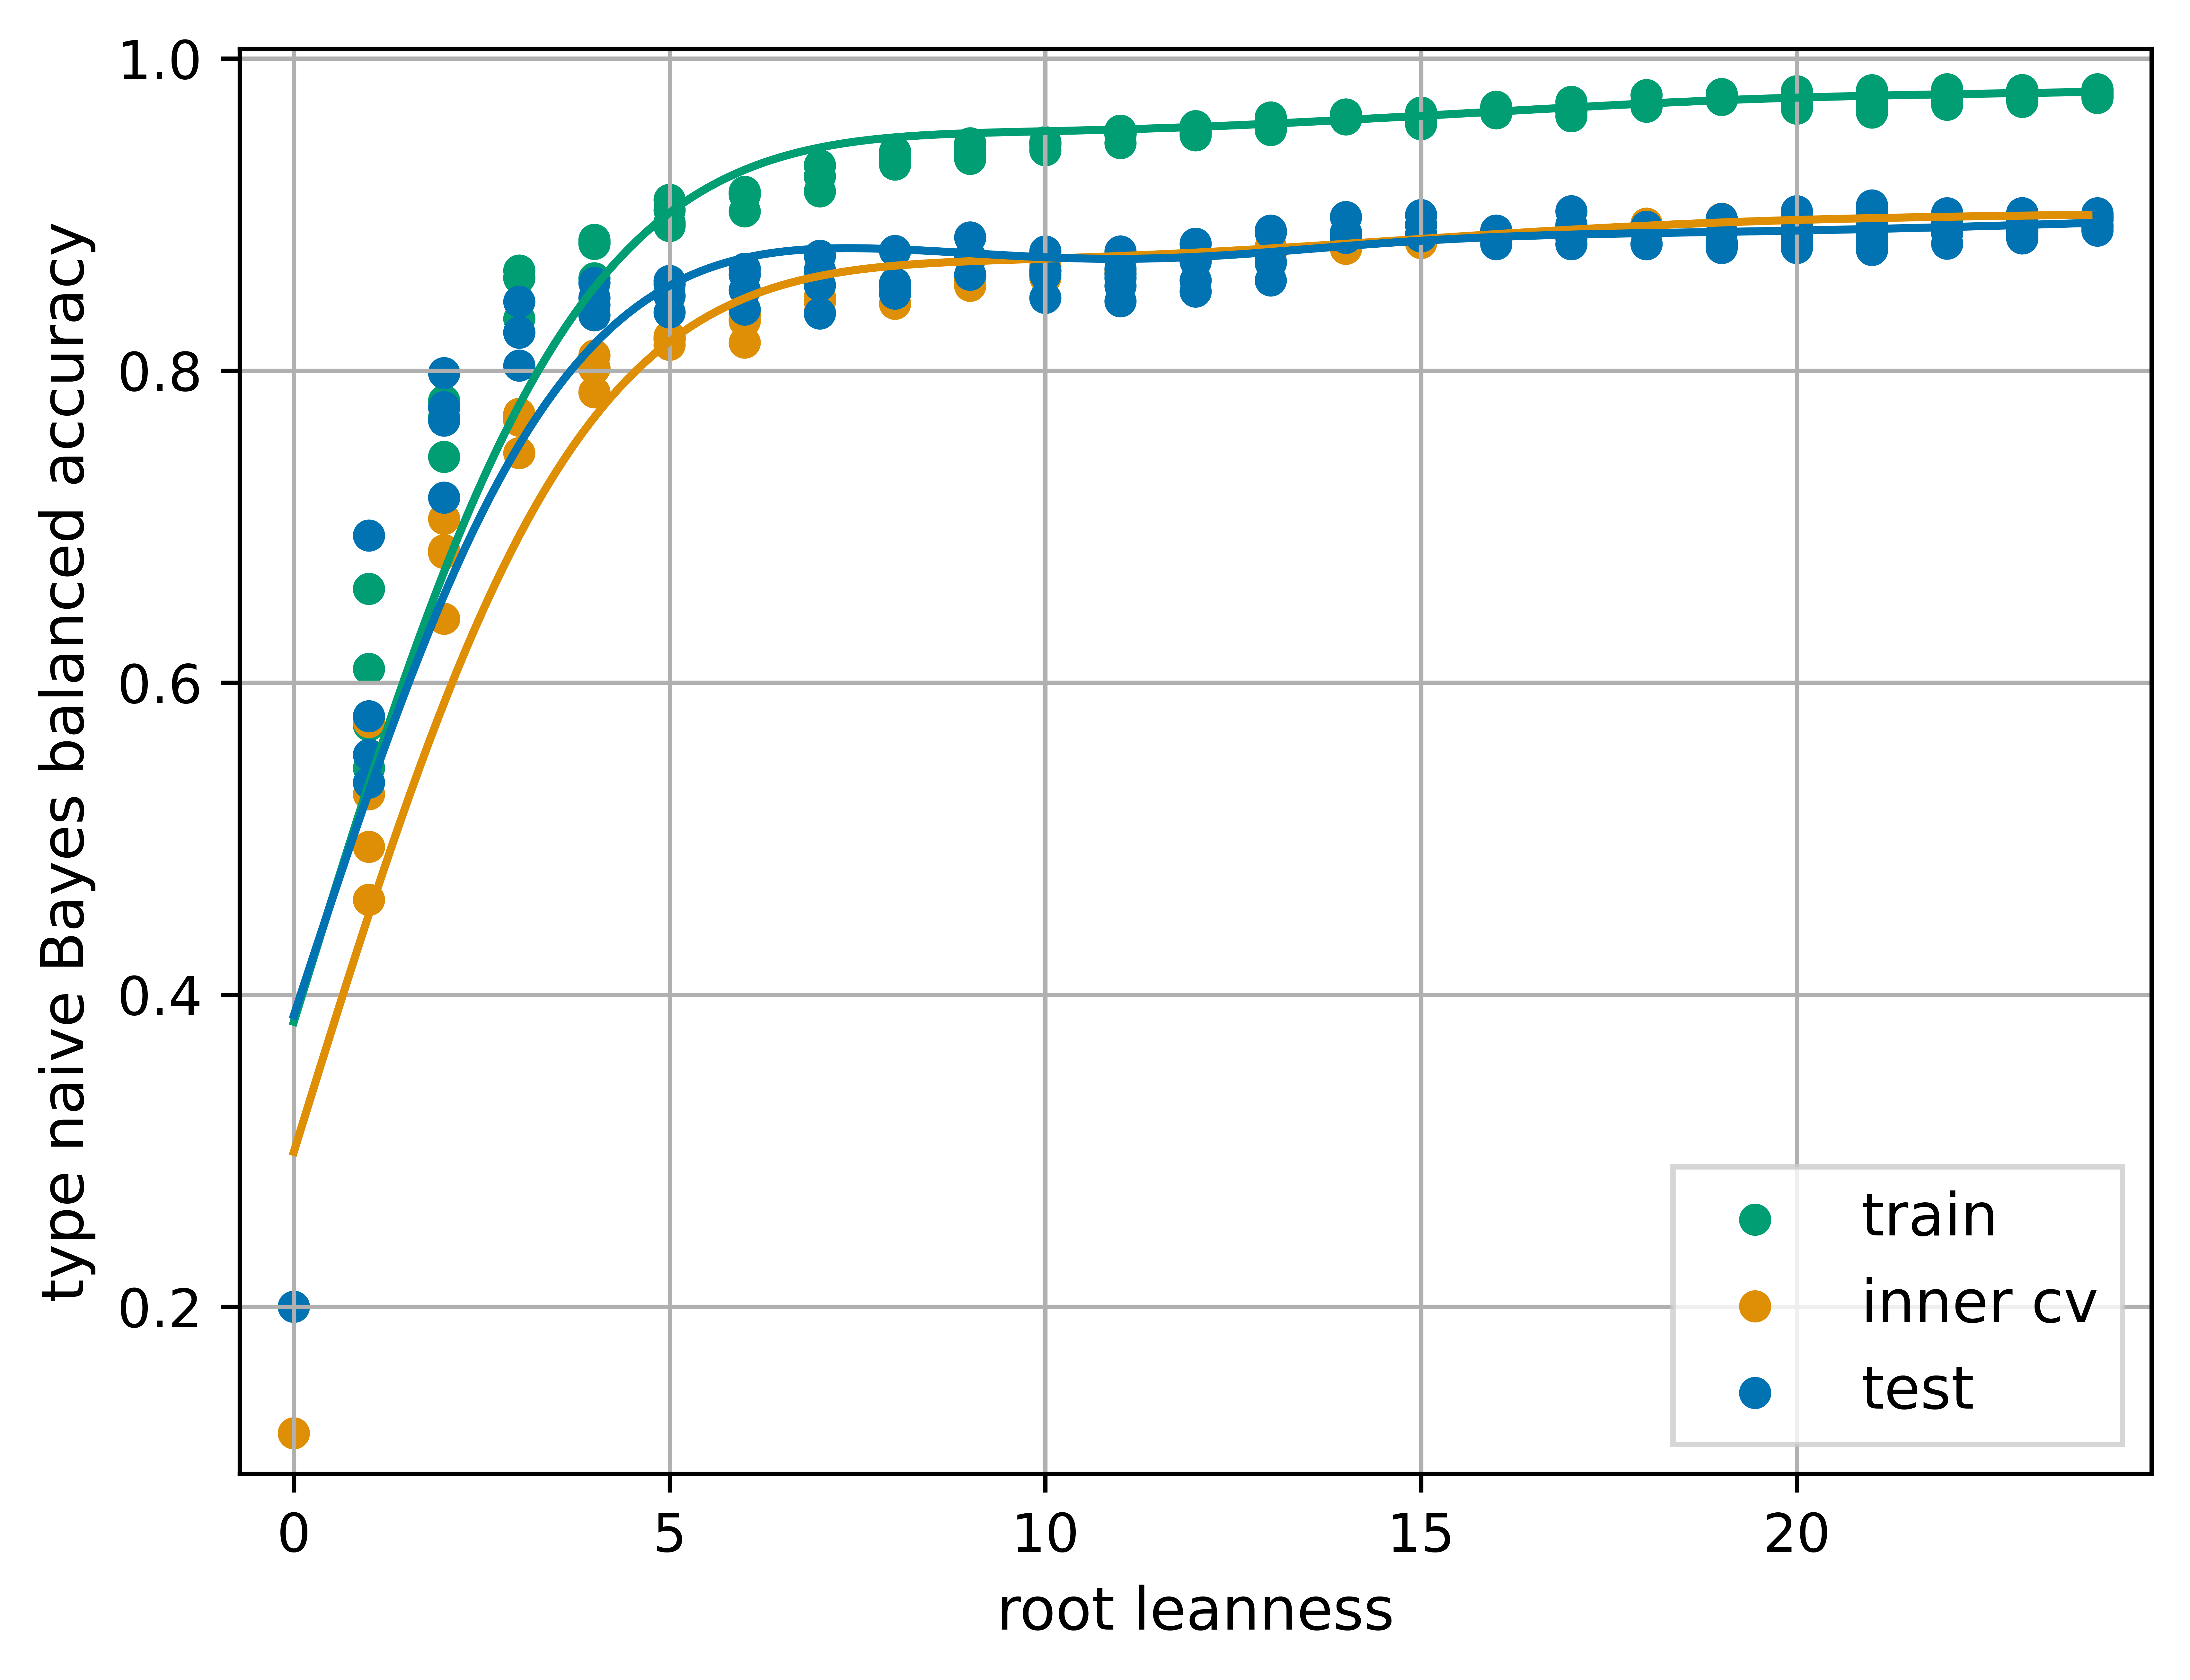 type naive Bayes balanced accuracy
1.0
0.8
0.6
0.4
0.2
0 5 10 15 20
root leanness
train
inner cv
test